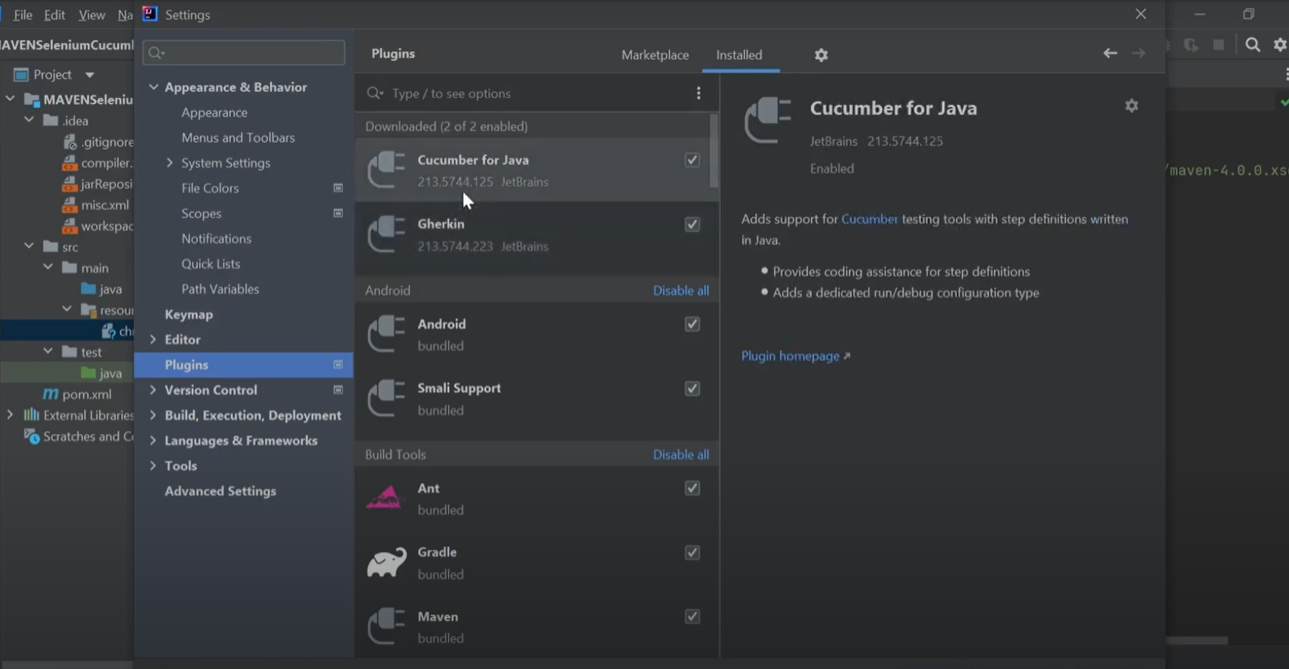 File Edit View Na
Settings
MAVENSeleniumCucuml
Project
MAVENSeleniu
.idea
.gitignore
compiler.
jarReposi
misc.xml
workspac
src
main
java
resour
ch
test
java
pom.xml
External Libraries
Scratches and Co
Appearance & Behavior
Appearance
Menus and Toolbars
System Settings
File Colors
Scopes
Notifications
Quick Lists
Path Variables
Keymap
Editor
Plugins
Version Control
Build, Execution, Deployment
Languages & Frameworks
Tools
Advanced Settings
Plugins
Marketplace
Installed
Type / to see options
Downloaded (2 of 2 enabled)
Cucumber for Java
213.5744.125 JetBrains
Gherkin
213.5744.223 JetBrains
Android Disable all
Android
bundled
Smali Support
bundled
Build Tools Disable all
Ant
bundled
Gradle
bundled
Maven
bundled
Cucumber for Java
JetBrains 213.5744.125
Enabled
Adds support for Cucumber testing tools with step definitions written
in Java.
• Provides coding assistance for step definitions
• Adds a dedicated run/debug configuration type
Plugin homepage ↗
/maven-4.0.0.xs